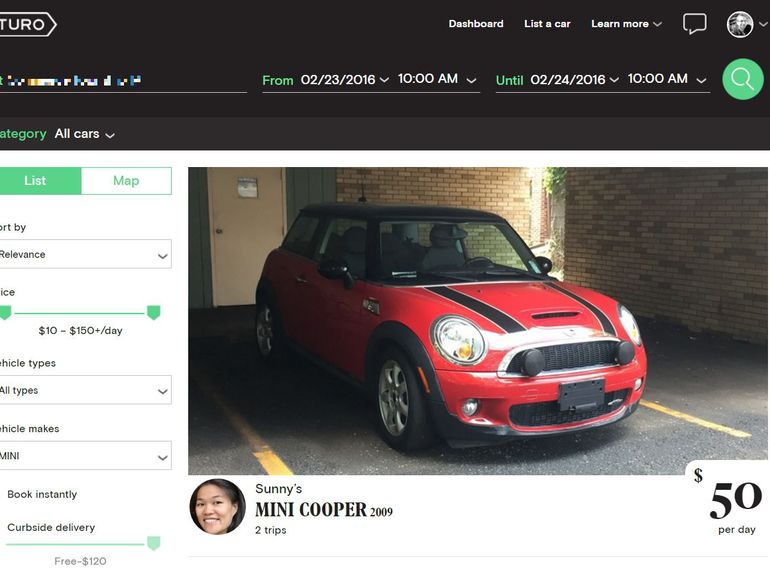 TURO
Dashboard
List a car
Learn more
From 02/23/2016 10:00 AM
Until 02/24/2016 10:00 AM
ategory All cars
List
Map
ort by
Relevance
ice
$10 – $150+/day
ehicle types
All types
ehicle makes
MINI
Book instantly
Curbside delivery
Free–$120
Sunny's
MINI COOPER 2009
2 trips
$50
per day